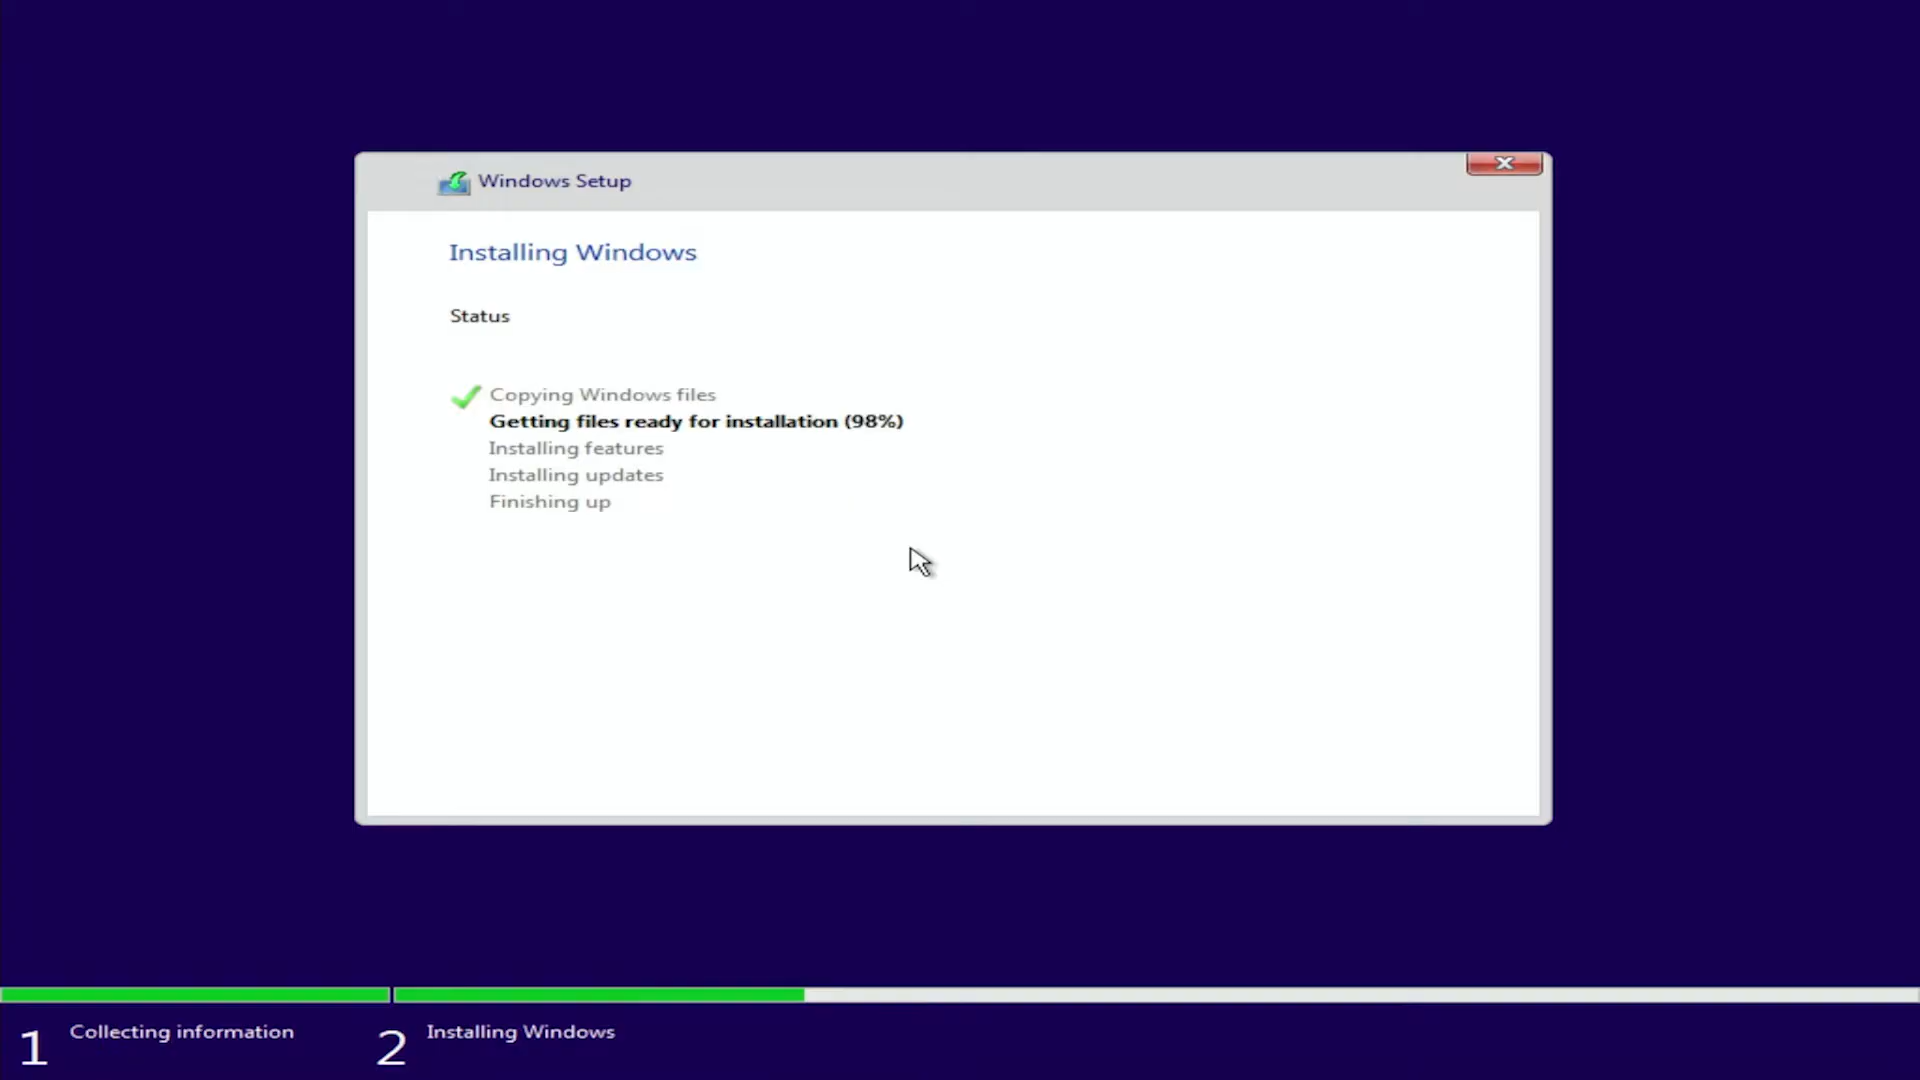 Windows Setup
Installing Windows
Status
Copying Windows files
Getting files ready for installation (98%)
Installing features
Installing updates
Finishing up
1 Collecting information
2 Installing Windows